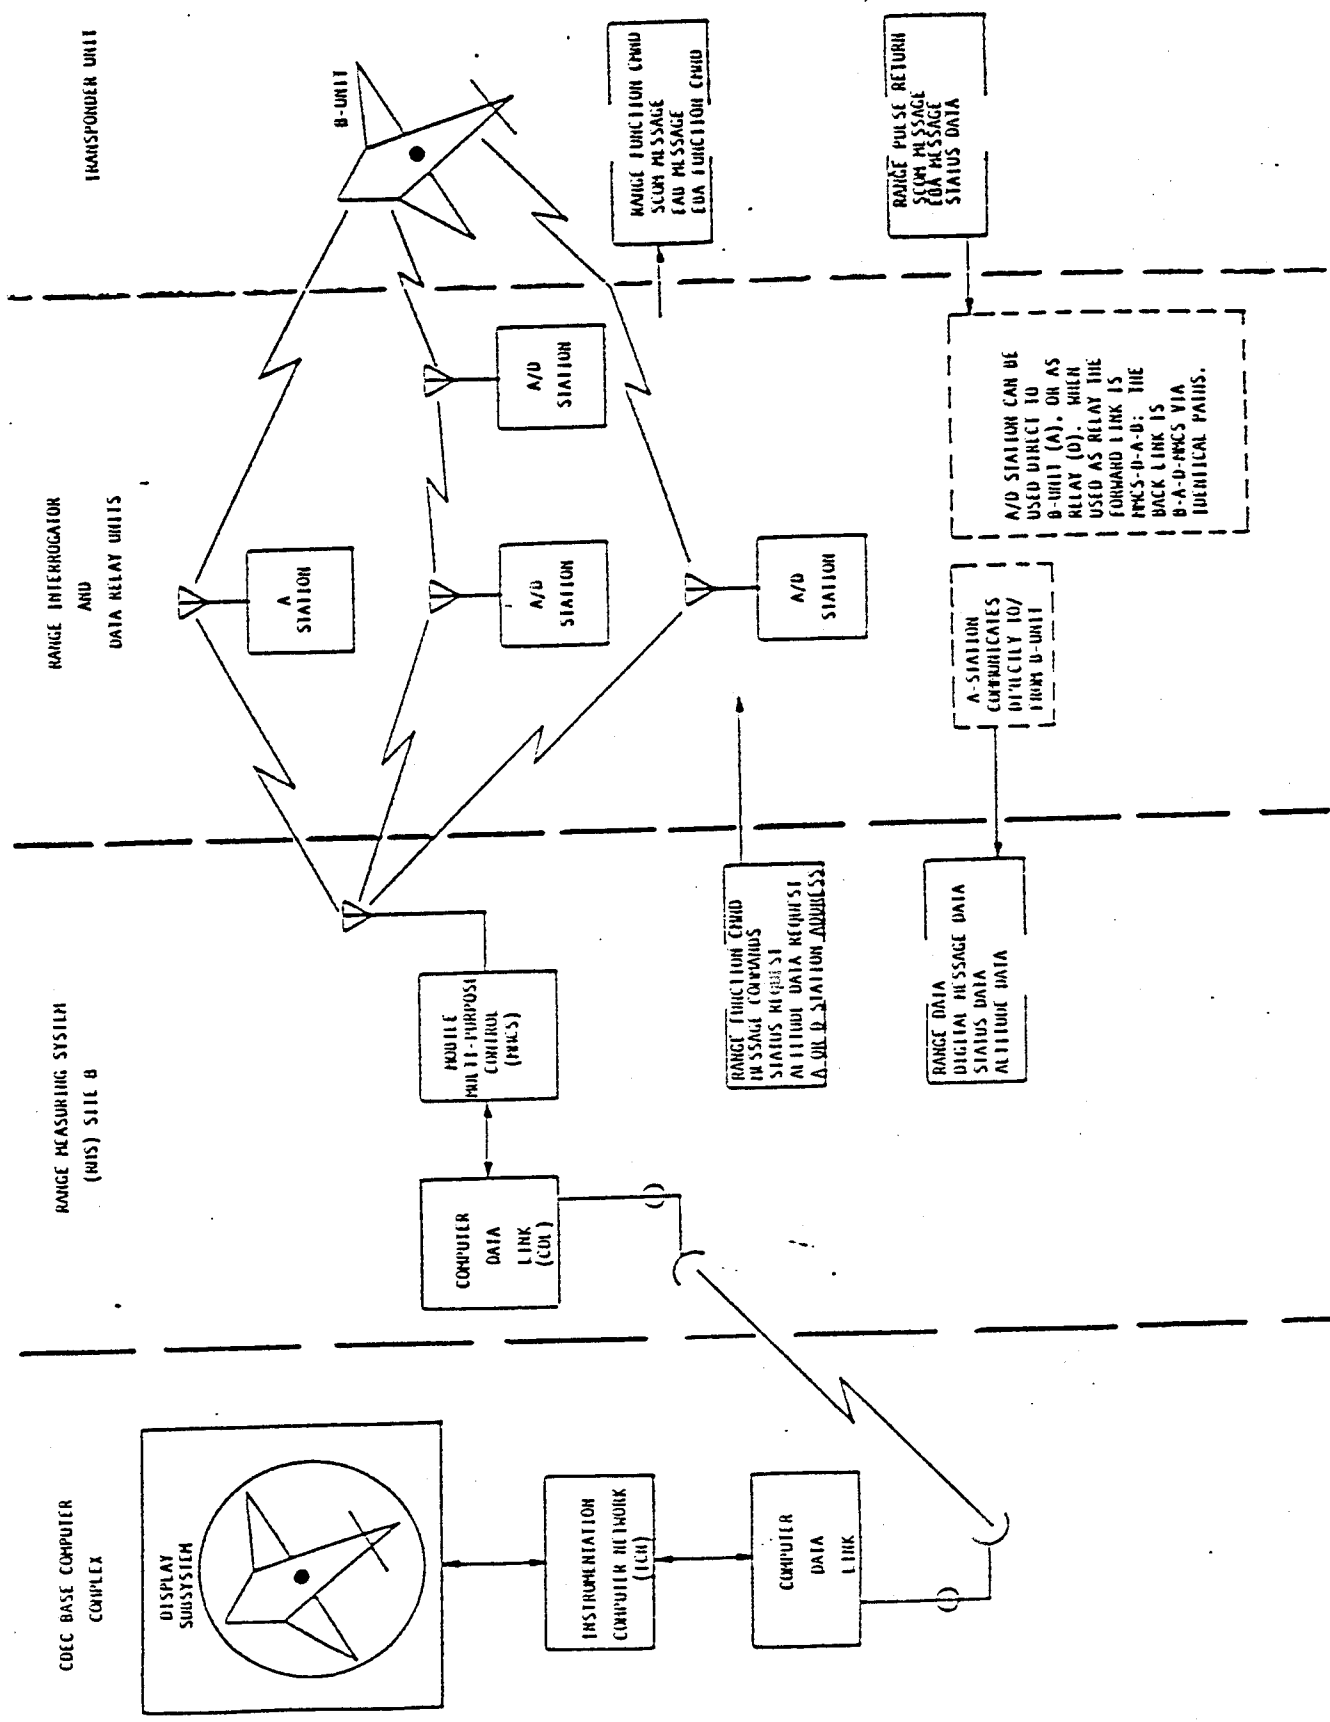 CDEC BASE COMPUTER
COMPLEX
DISPLAY
SUBSYSTEM
INSTRUMENTATION
COMPUTER NETWORK
(ICN)
COMPUTER
DATA
LINK
RANGE MEASURING SYSTEM
(RMS) SITE B
COMPUTER
DATA
LINK
(CDL)
MOBILE
MULTI-PURPOSE
CONTROL
(MMCS)
RANGE FUNCTION CMND
MESSAGE COMMANDS
STATUS REQUEST
ALTITUDE DATA REQUEST
A OR D STATION ADDRESS
RANGE DATA
DIGITAL MESSAGE DATA
STATUS DATA
ALTITUDE DATA
RANGE INTERROGATOR
AND
DATA RELAY UNITS
A
STATION
A/D
STATION
A/D
STATION
A/D
STATION
A-STATION
COMMUNICATES
DIRECTLY TO/
FROM B-UNIT
A/D STATION CAN BE
USED DIRECT TO
B-UNIT (A), OR AS
RELAY (D). WHEN
USED AS RELAY THE
FORWARD LINK IS
MMCS-D-A-B; THE
BACK LINK IS
B-A-D-MMCS VIA
IDENTICAL PATHS.
TRANSPONDER UNIT
B-UNIT
RANGE FUNCTION CMND
SCOM MESSAGE
EAB MESSAGE
EBA FUNCTION CMND
RANGE PULSE RETURN
SCOM MESSAGE
EBA MESSAGE
STATUS DATA